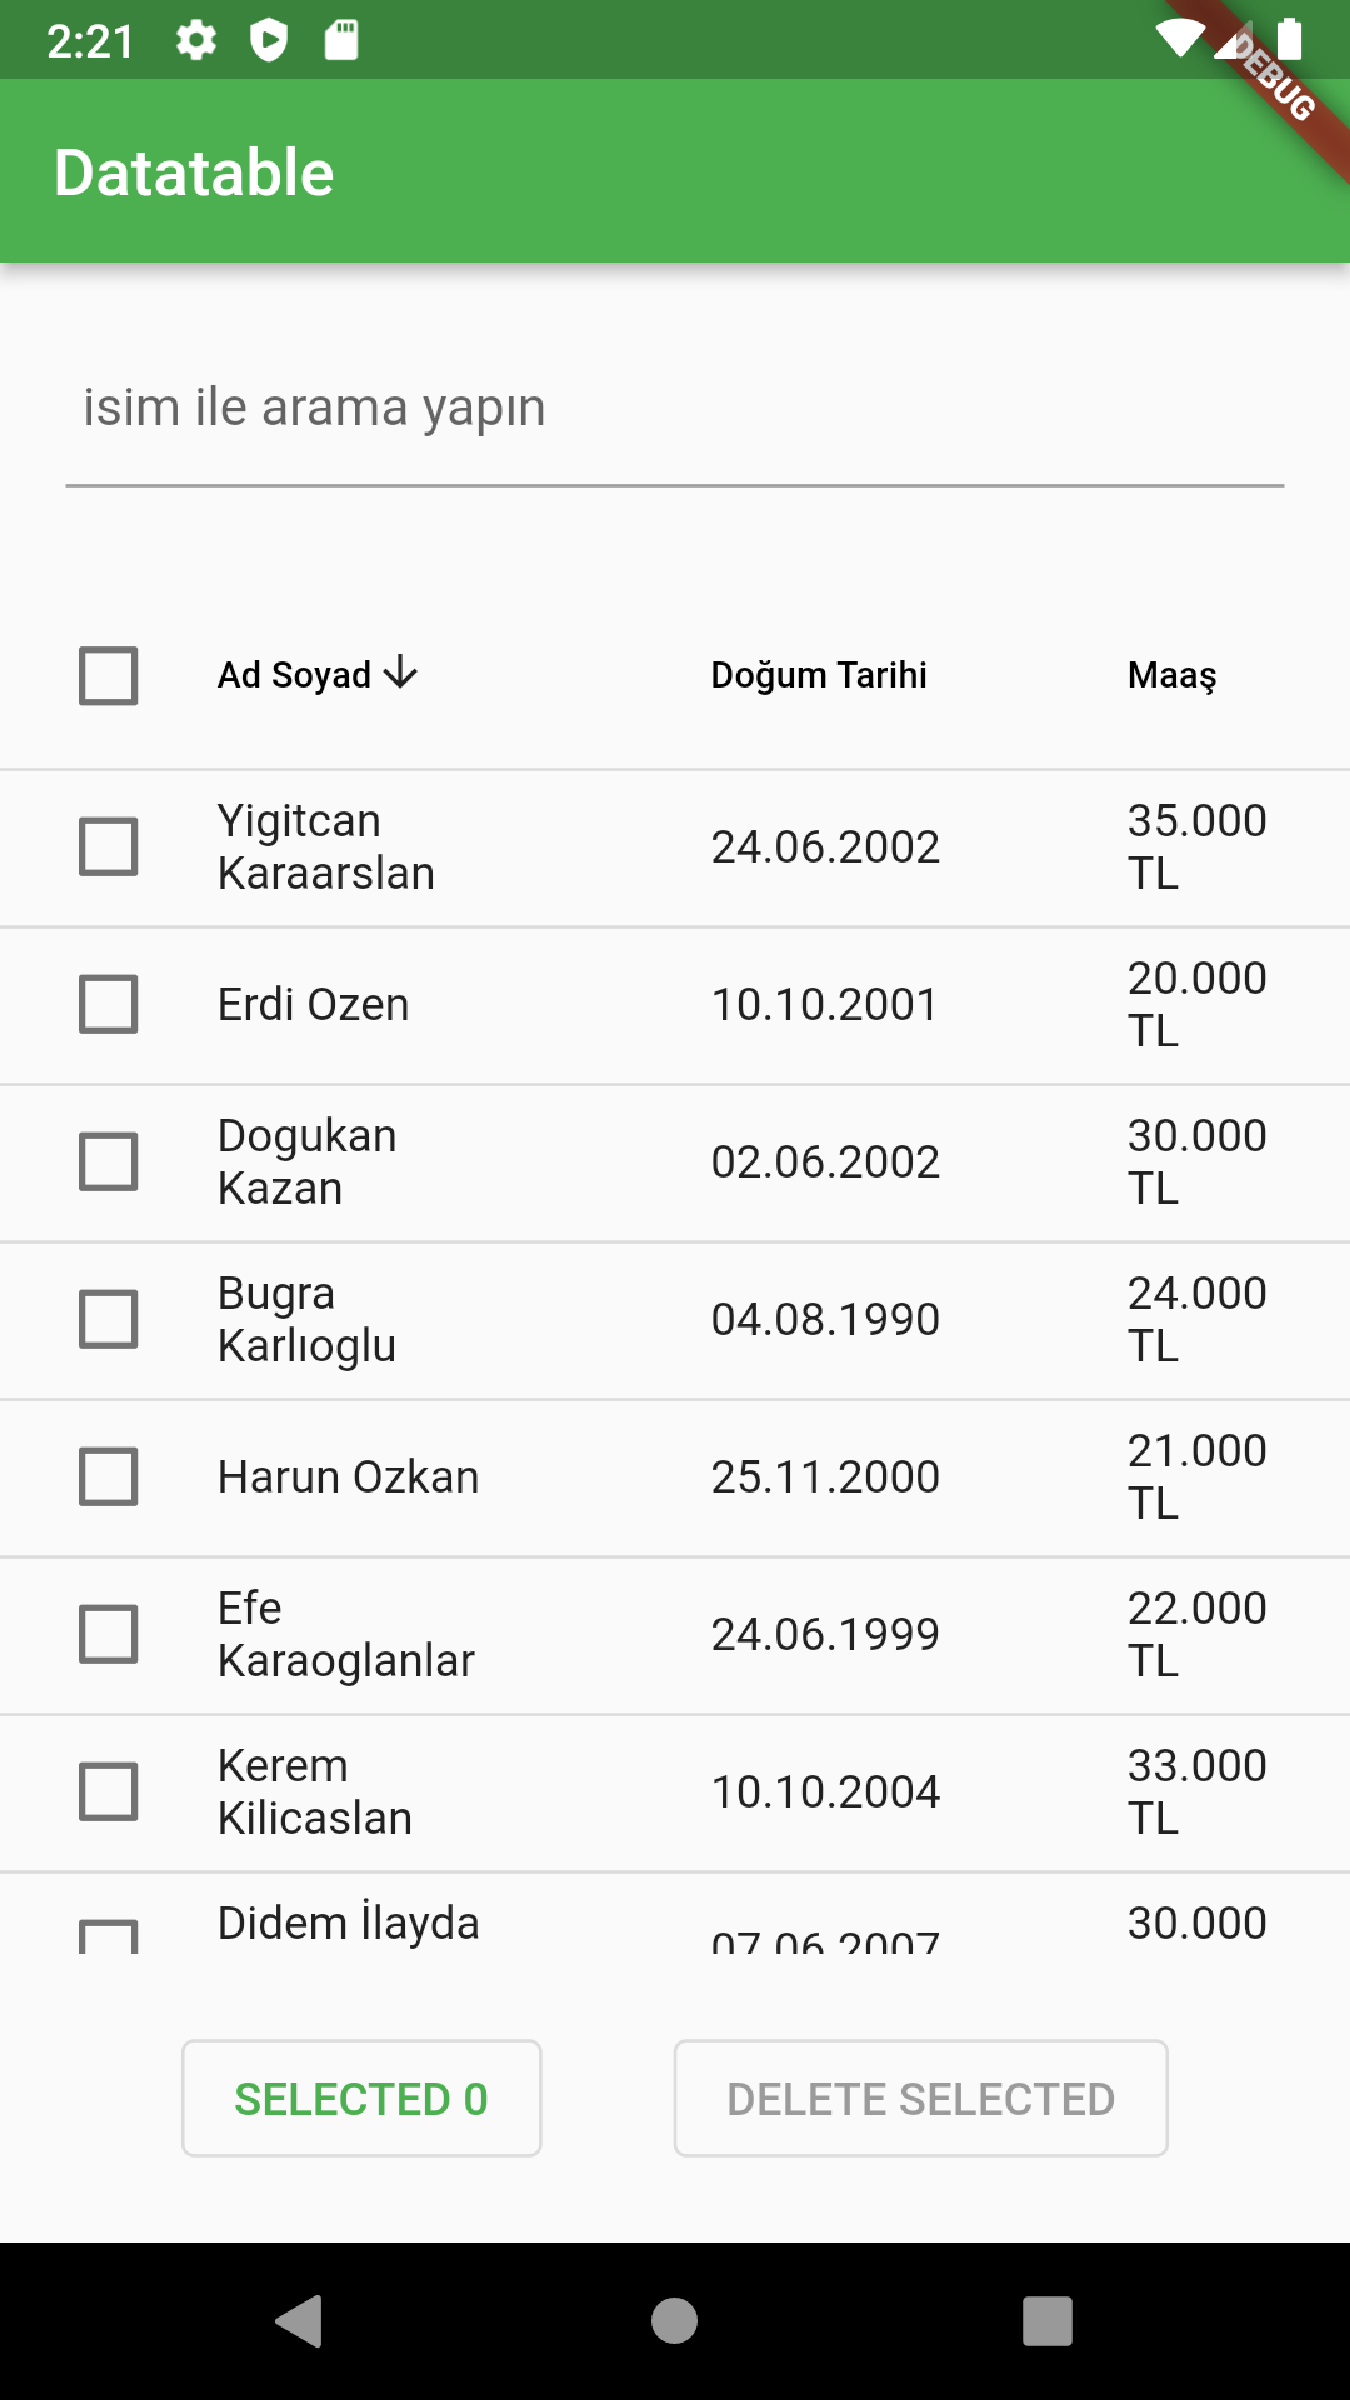 2:21
DEBUG
Datatable
isim ile arama yapın
Ad Soyad Doğum Tarihi Maaş
Yigitcan Karaarslan 24.06.2002 35.000 TL
Erdi Ozen 10.10.2001 20.000 TL
Dogukan Kazan 02.06.2002 30.000 TL
Bugra Karlıoglu 04.08.1990 24.000 TL
Harun Ozkan 25.11.2000 21.000 TL
Efe Karaoglanlar 24.06.1999 22.000 TL
Kerem Kilicaslan 10.10.2004 33.000 TL
Didem İlayda 07.06.2007 30.000
SELECTED 0 DELETE SELECTED